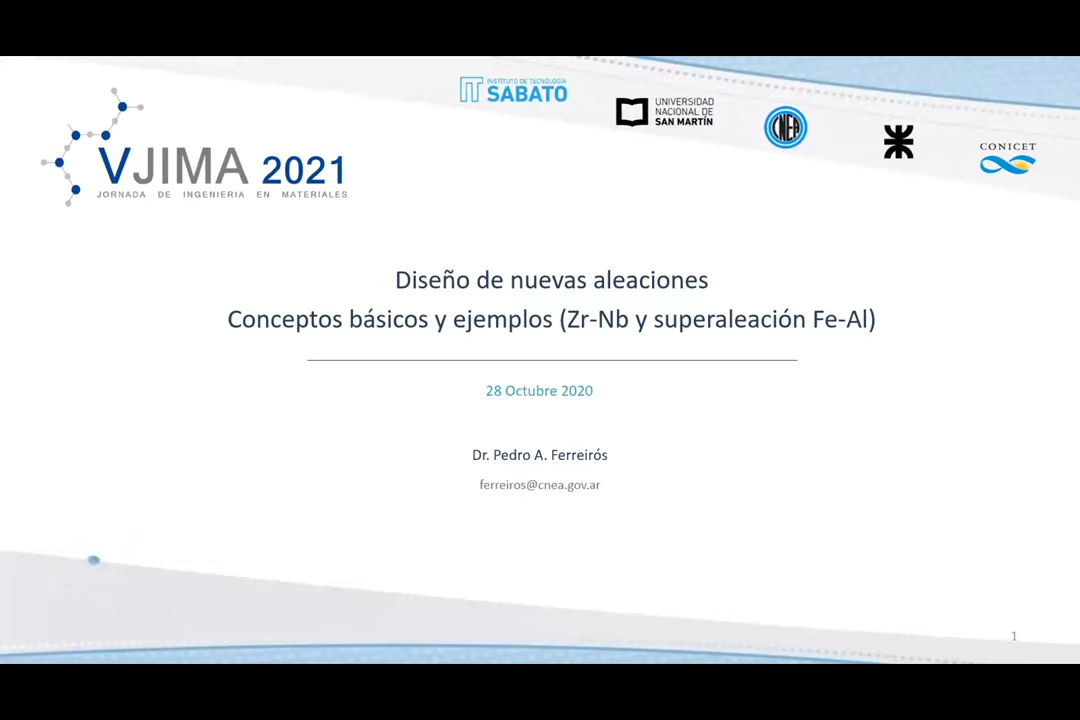 INSTITUTO DE TECNOLOGÍA
SABATO
UNIVERSIDAD
NACIONAL DE
SAN MARTÍN
CNEA
CONICET
VJIMA 2021
JORNADA DE INGENIERIA EN MATERIALES
Diseño de nuevas aleaciones
Conceptos básicos y ejemplos (Zr-Nb y superaleación Fe-Al)
28 Octubre 2020
Dr. Pedro A. Ferreirós
ferreiros@cnea.gov.ar
1